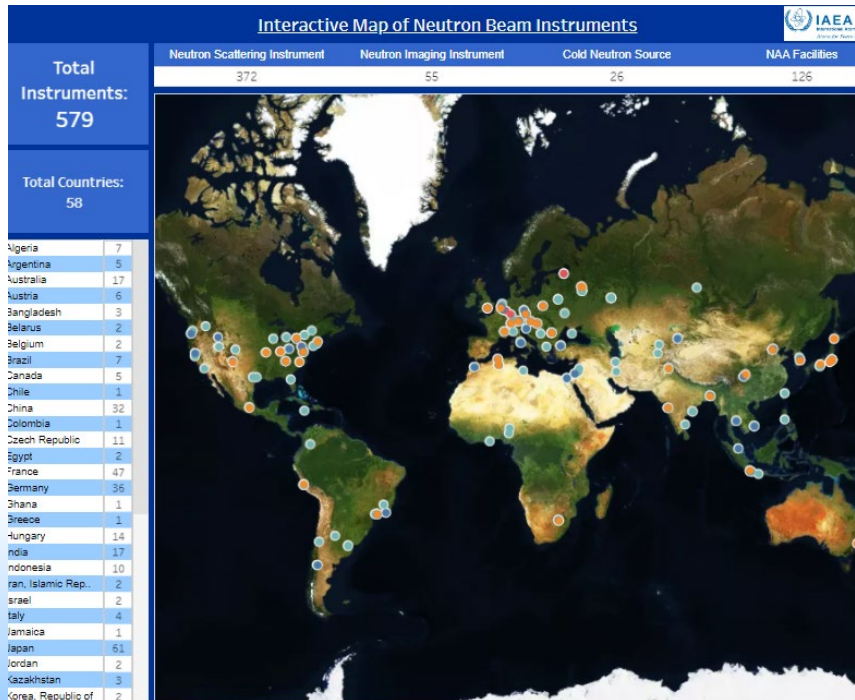 Interactive Map of Neutron Beam Instruments
IAEA
Total
Instruments:
579
Neutron Scattering Instrument Neutron Imaging Instrument Cold Neutron Source NAA Facilities
372 55 26 126
Total Countries:
58
Algeria 7
Argentina 5
Australia 17
Austria 6
Bangladesh 3
Belarus 2
Belgium 2
Brazil 7
Canada 5
Chile 1
China 32
Colombia 1
Czech Republic 11
Egypt 2
France 47
Germany 36
Ghana 1
Greece 1
Hungary 14
India 17
Indonesia 10
Iran, Islamic Rep.. 2
Israel 2
Italy 4
Jamaica 1
Japan 61
Jordan 2
Kazakhstan 3
Korea, Republic of 2